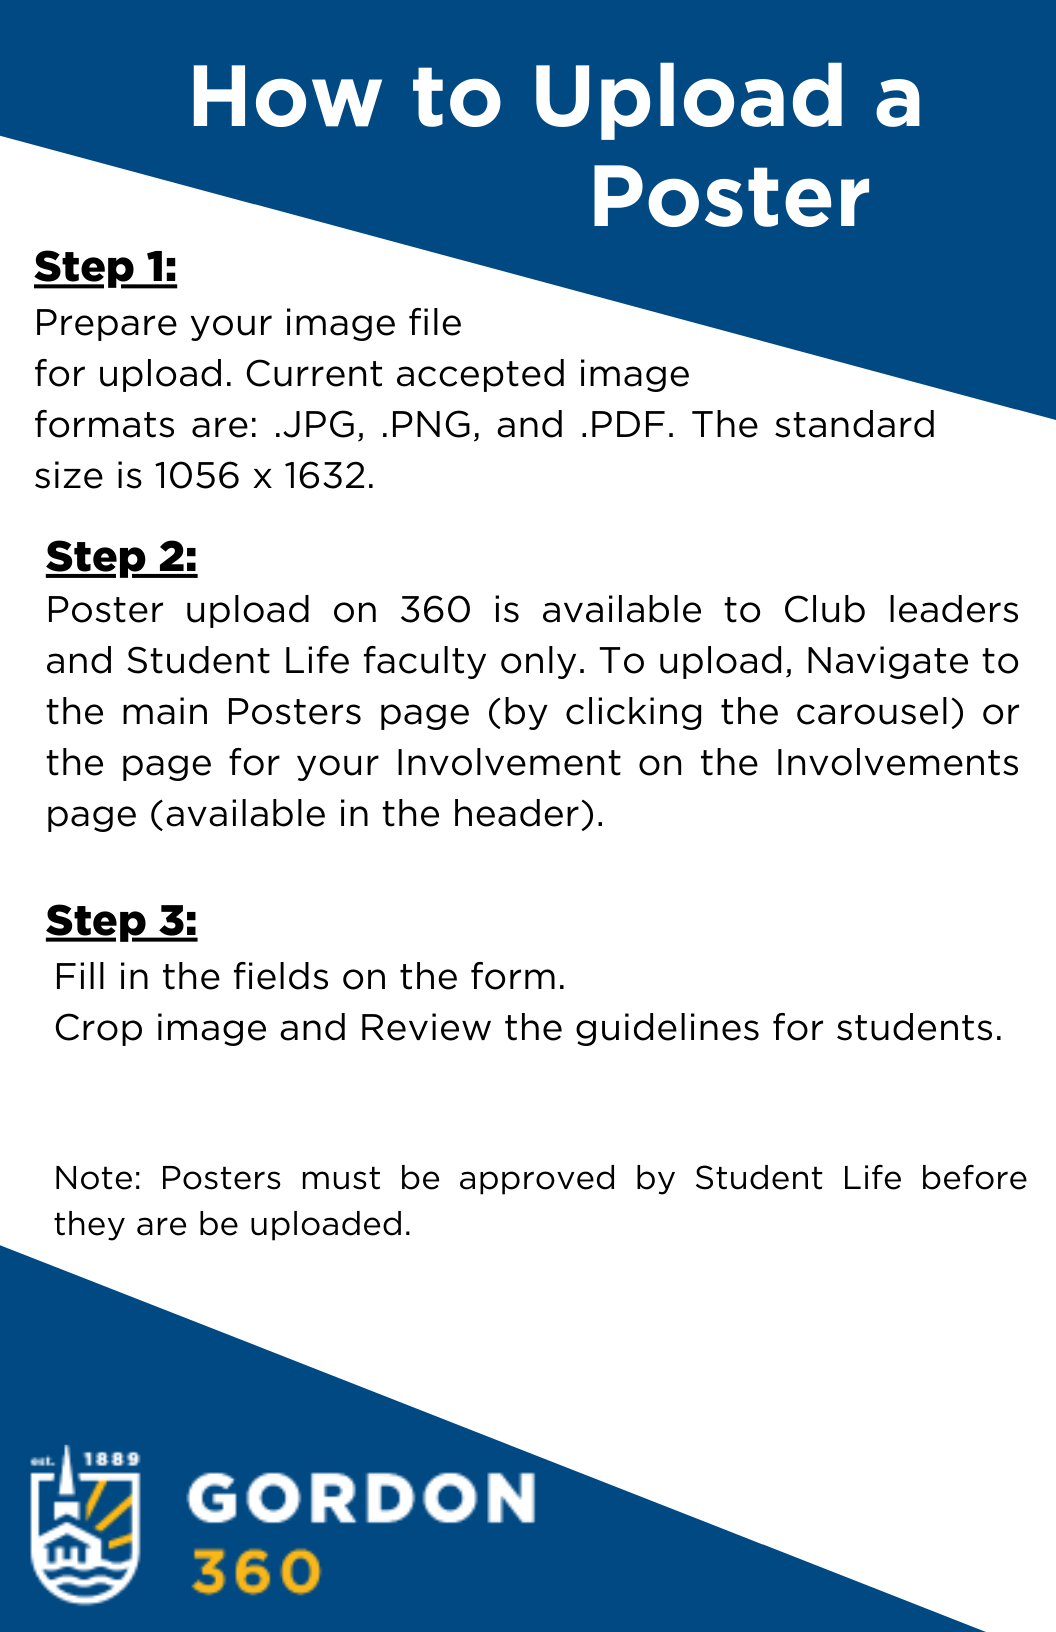 How to Upload a
Poster
Step 1:
Prepare your image file
for upload. Current accepted image
formats are: .JPG, .PNG, and .PDF. The standard
size is 1056 x 1632.
Step 2:
Poster upload on 360 is available to Club leaders
and Student Life faculty only. To upload, Navigate to
the main Posters page (by clicking the carousel) or
the page for your Involvement on the Involvements
page (available in the header).
Step 3:
Fill in the fields on the form.
Crop image and Review the guidelines for students.
Note: Posters must be approved by Student Life before
they are be uploaded.
est. 1889
GORDON
360